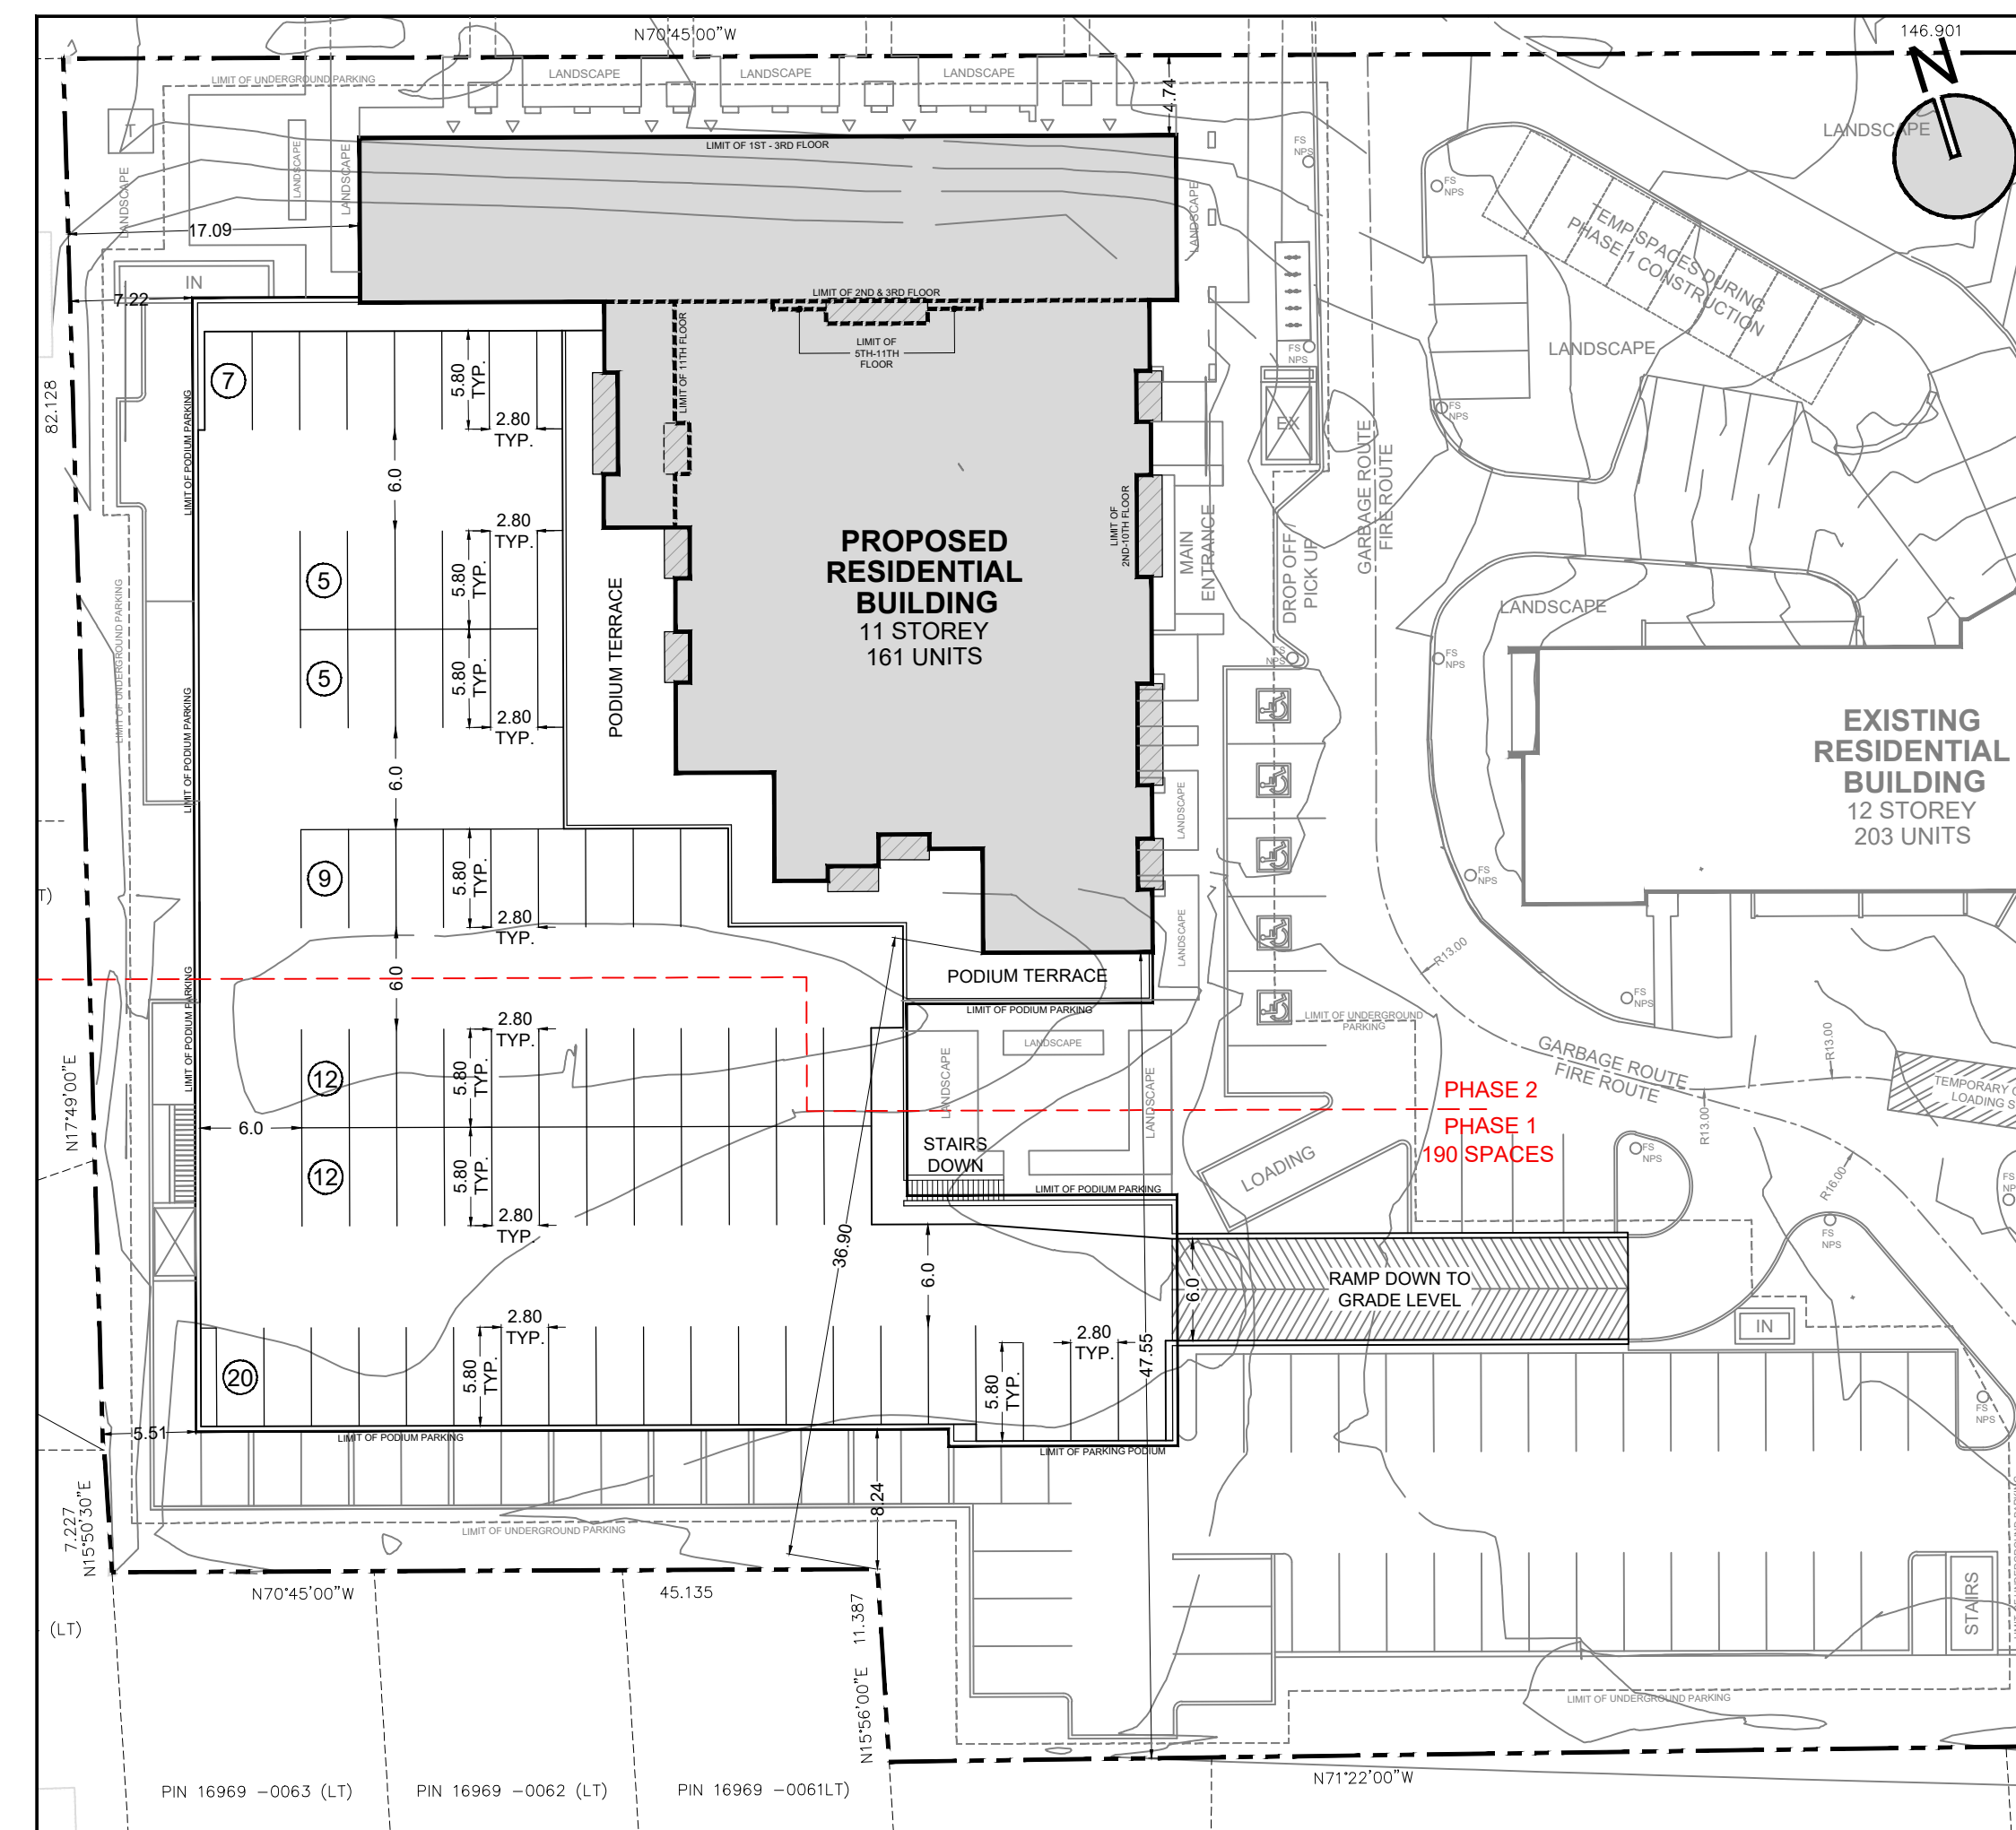 N70°45'00"W
146.901
N
LIMIT OF UNDERGROUND PARKING
LANDSCAPE
LANDSCAPE
LANDSCAPE
4.74
T
LANDSCAPE
LANDSCAPE
LANDSCAPE
LIMIT OF 1ST - 3RD FLOOR
LANDSCAPE
FS
NPS
FS
NPS
LANDSCAPE
TEMP SPACES DURING
PHASE 1 CONSTRUCTION
17.09
IN
7.22
LIMIT OF 2ND & 3RD FLOOR
LIMIT OF
5TH-11TH
FLOOR
LIMIT OF 11TH FLOOR
FS
NPS
LANDSCAPE
82.128
7
5.80
TYP.
2.80
TYP.
FS
NPS
EX
GARBAGE ROUTE
FIRE ROUTE
LIMIT OF PODIUM PARKING
6.0
LIMIT OF
2ND-10TH FLOOR
MAIN
ENTRANCE
DROP OFF /
PICK UP
2.80
TYP.
PROPOSED
RESIDENTIAL
BUILDING
11 STOREY
161 UNITS
5
5.80
TYP.
LIMIT OF UNDERGROUND PARKING
PODIUM TERRACE
LANDSCAPE
5
5.80
TYP.
2.80
TYP.
FS
NPS
FS
NPS
LIMIT OF PODIUM PARKING
6.0
EXISTING
RESIDENTIAL
BUILDING
12 STOREY
203 UNITS
LANDSCAPE
9
5.80
TYP.
2.80
TYP.
FS
NPS
T)
LANDSCAPE
R13.00
6.0
LIMIT OF PODIUM PARKING
PODIUM TERRACE
LIMIT OF PODIUM PARKING
FS
NPS
LIMIT OF UNDERGROUND
PARKING
2.80
TYP.
LANDSCAPE
GARBAGE ROUTE
FIRE ROUTE
R13.00
12
5.80
TYP.
LANDSCAPE
LANDSCAPE
N17°49'00"E
PHASE 2
PHASE 1
190 SPACES
R13.00
6.0
STAIRS
DOWN
LOADING
FS
NPS
R16.00
12
5.80
TYP.
2.80
TYP.
LIMIT OF PODIUM PARKING
36.90
6.0
6.0
RAMP DOWN TO
GRADE LEVEL
FS
NPS
IN
20
5.80
TYP.
2.80
TYP.
5.80
TYP.
2.80
TYP.
47.55
FS
NPS
5.51
LIMIT OF PODIUM PARKING
LIMIT OF PARKING PODIUM
8.24
LIMIT OF UNDERGROUND PARKING
7.227
N15°50'30"E
N70°45'00"W
45.135
11.387
N15°56'00"E
STAIRS
(LT)
LIMIT OF UNDERGROUND PARKING
N71°22'00"W
PIN 16969 -0063 (LT)
PIN 16969 -0062 (LT)
PIN 16969 -0061LT)